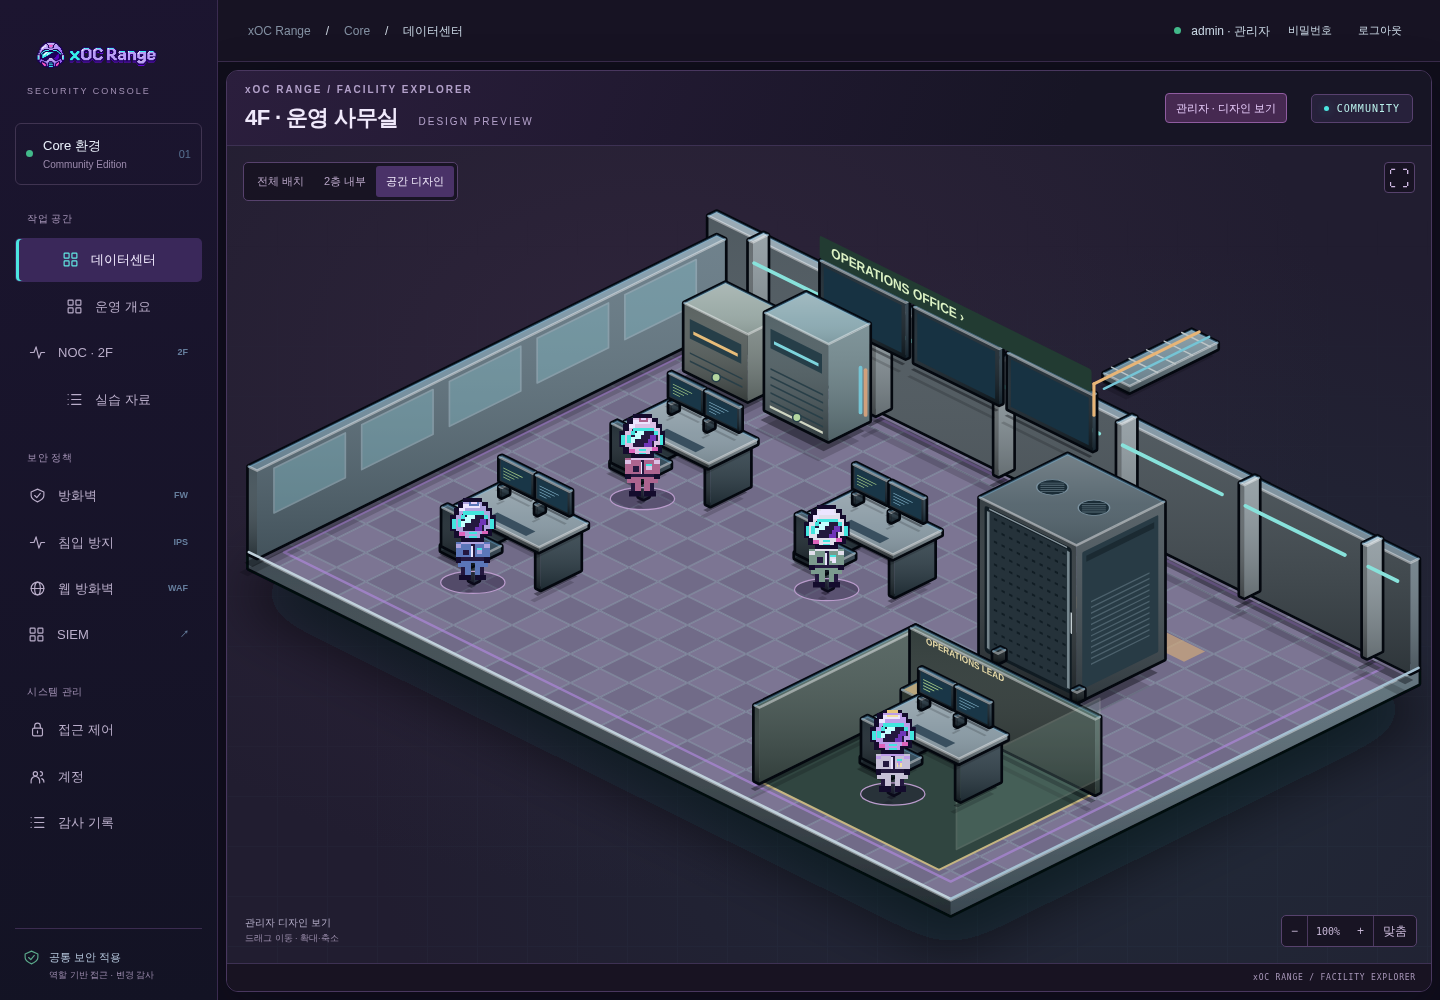 xOC Range
SECURITY CONSOLE
Core 환경
Community Edition
01
작업 공간
데이터센터
운영 개요
NOC · 2F
2F
실습 자료
보안 정책
방화벽
FW
침입 방지
IPS
웹 방화벽
WAF
SIEM
↗
시스템 관리
접근 제어
계정
감사 기록
공통 보안 적용
역할 기반 접근 · 변경 감사
xOC Range / Core / 데이터센터
admin · 관리자
비밀번호
로그아웃
xOC RANGE / FACILITY EXPLORER
4F · 운영 사무실
DESIGN PREVIEW
관리자 · 디자인 보기
COMMUNITY
전체 배치
2층 내부
공간 디자인
OPERATIONS OFFICE ›
OPERATIONS LEAD
관리자 디자인 보기
드래그 이동 · 확대·축소
− 100% + 맞춤
xOC RANGE / FACILITY EXPLORER